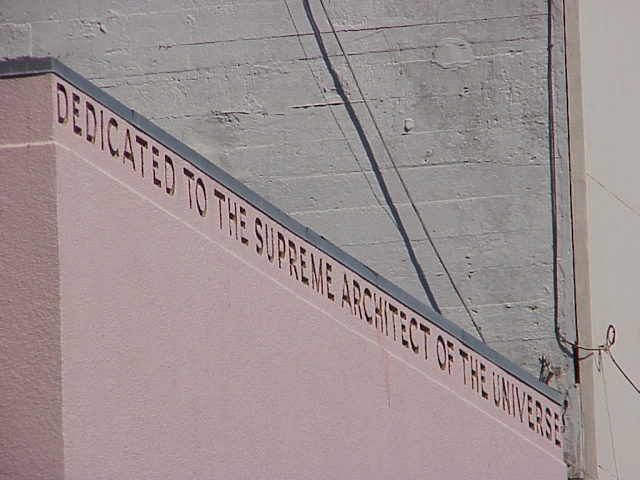 DEDICATED TO THE SUPREME ARCHITECT OF THE UNIVERSE